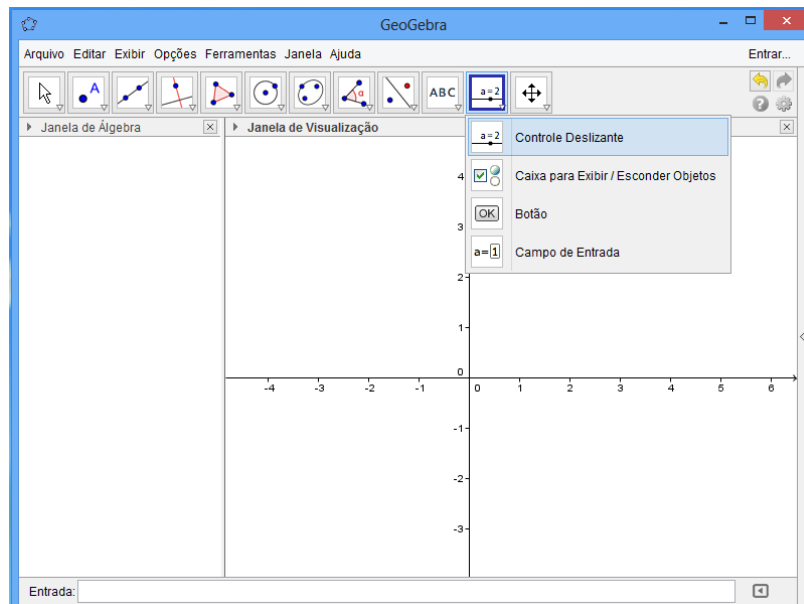 GeoGebra
Arquivo Editar Exibir Opções Ferramentas Janela Ajuda Entrar...
A ABC a=2
Janela de Álgebra Janela de Visualização
a=2 Controle Deslizante
Caixa para Exibir / Esconder Objetos
OK Botão
a=1 Campo de Entrada
4
3
2
1
0
-4 -3 -2 -1 0 1 2 3 4 5 6
-1
-2
-3
Entrada: